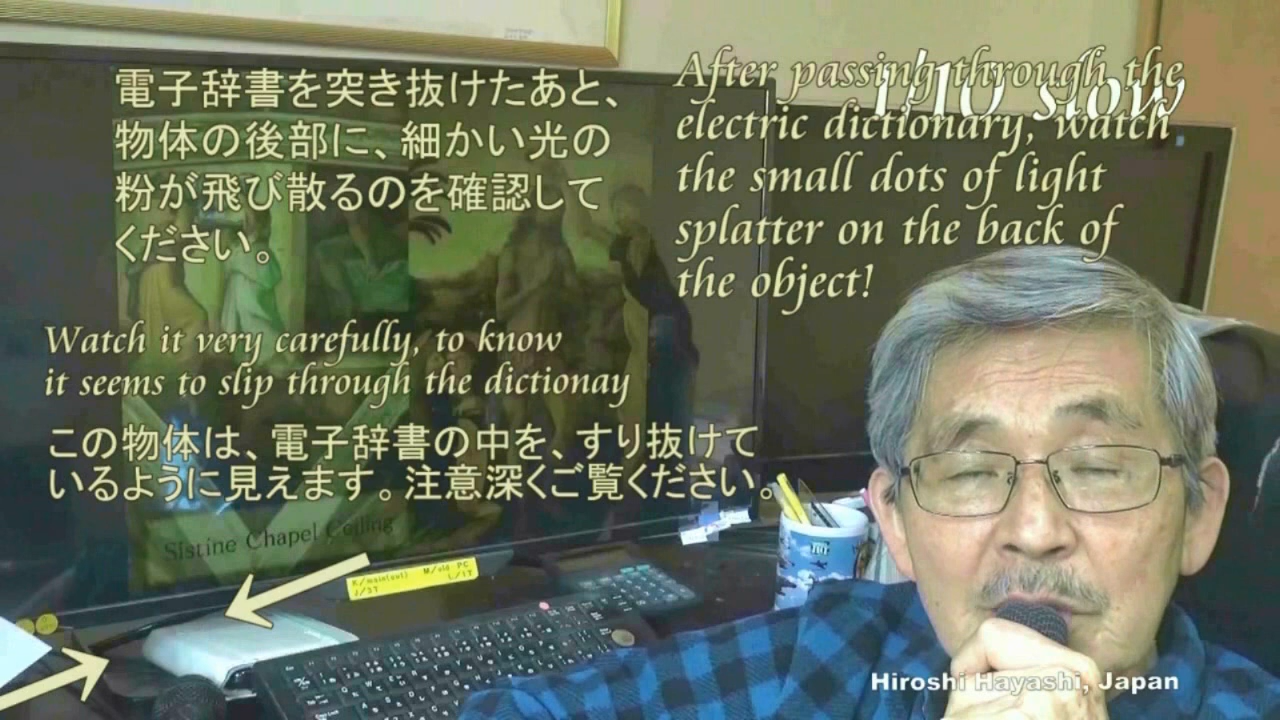 電子辞書を突き抜けたあと、
物体の後部に、細かい光の
粉が飛び散るのを確認して
ください。
After passing through the
electric dictionary, watch
the small dots of light
splatter on the back of
the object!
1/10 slow
Watch it very carefully, to know
it seems to slip through the dictionay
この物体は、電子辞書の中を、すり抜けて
いるように見えます。注意深くご覧ください。
Sistine Chapel Ceiling
K/main(out) M/old PC
J/ST L/IT
Hiroshi Hayashi, Japan